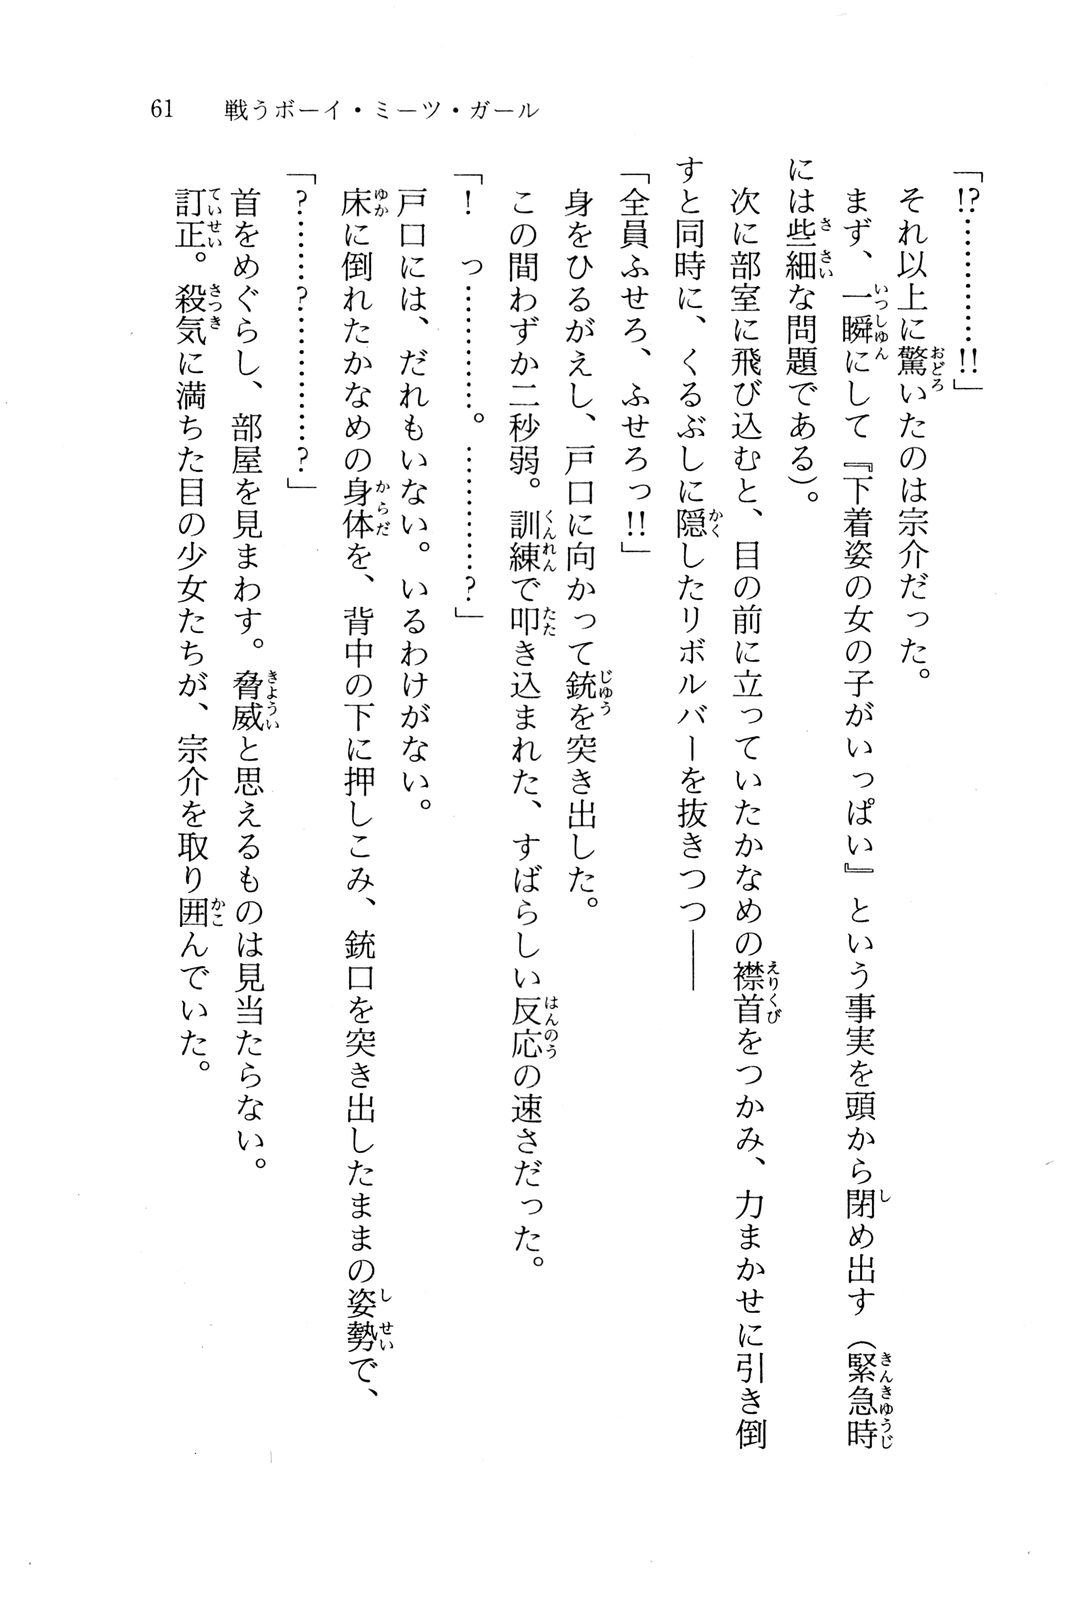 61　戦うボーイ・ミーツ・ガール
「!?…………!!」
それ以上に驚いたのは宗介だった。
まず、一瞬にして『下着姿の女の子がいっぱい』という事実を頭から閉め出す（緊急時
には些細な問題である）。
次に部室に飛び込むと、目の前に立っていたかなめの襟首をつかみ、力まかせに引き倒
すと同時に、くるぶしに隠したリボルバーを抜きつつ――
「全員ふせろ、ふせろっ!!」
身をひるがえし、戸口に向かって銃を突き出した。
この間わずか二秒弱。訓練で叩き込まれた、すばらしい反応の速さだった。
「！　っ…………。…………？」
戸口には、だれもいない。いるわけがない。
床に倒れたかなめの身体を、背中の下に押しこみ、銃口を突き出したままの姿勢で、
「？………？…………？」
首をめぐらし、部屋を見まわす。脅威と思えるものは見当たらない。
訂正。殺気に満ちた目の少女たちが、宗介を取り囲んでいた。